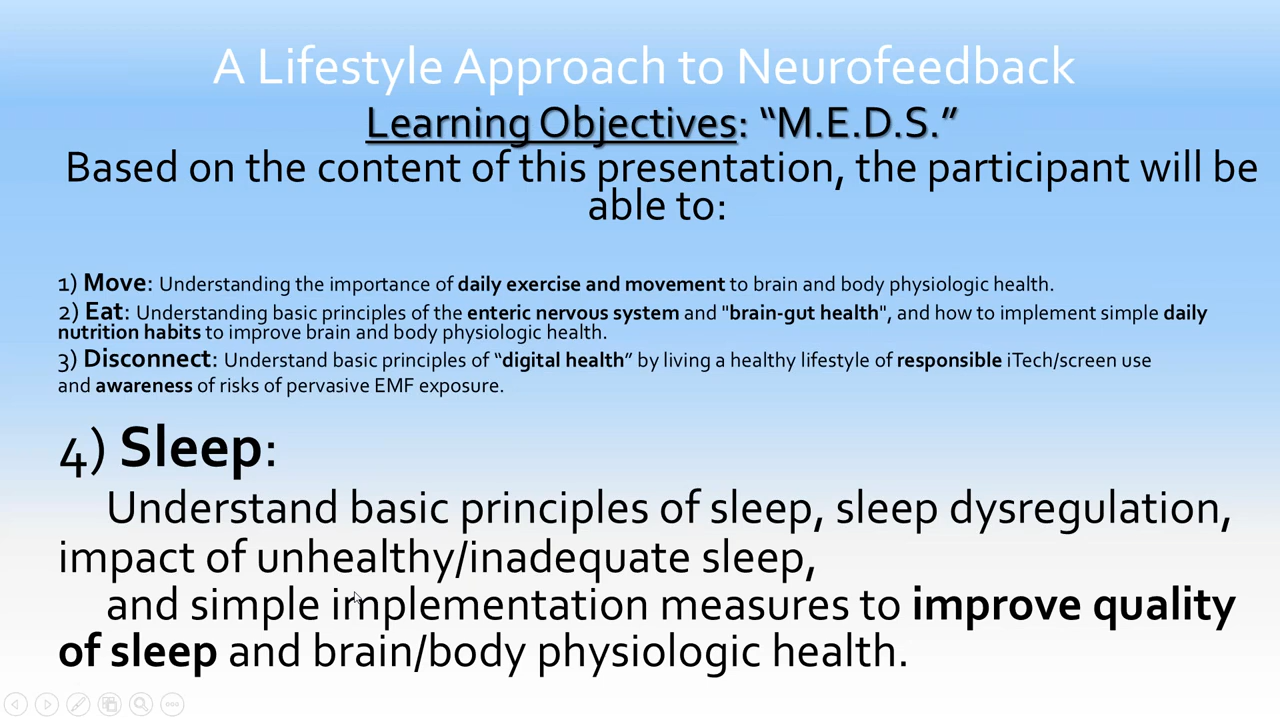 A Lifestyle Approach to Neurofeedback
Learning Objectives: “M.E.D.S.”
Based on the content of this presentation, the participant will be
able to:
1) Move: Understanding the importance of daily exercise and movement to brain and body physiologic health.
2) Eat: Understanding basic principles of the enteric nervous system and "brain-gut health", and how to implement simple daily
nutrition habits to improve brain and body physiologic health.
3) Disconnect: Understand basic principles of “digital health” by living a healthy lifestyle of responsible iTech/screen use
and awareness of risks of pervasive EMF exposure.
4) Sleep:
Understand basic principles of sleep, sleep dysregulation,
impact of unhealthy/inadequate sleep,
and simple implementation measures to improve quality
of sleep and brain/body physiologic health.